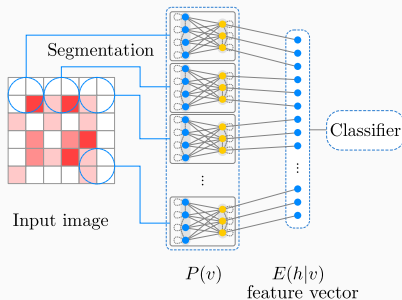 Segmentation
Classifier
Input image
P(v)
E(h|v)
feature vector